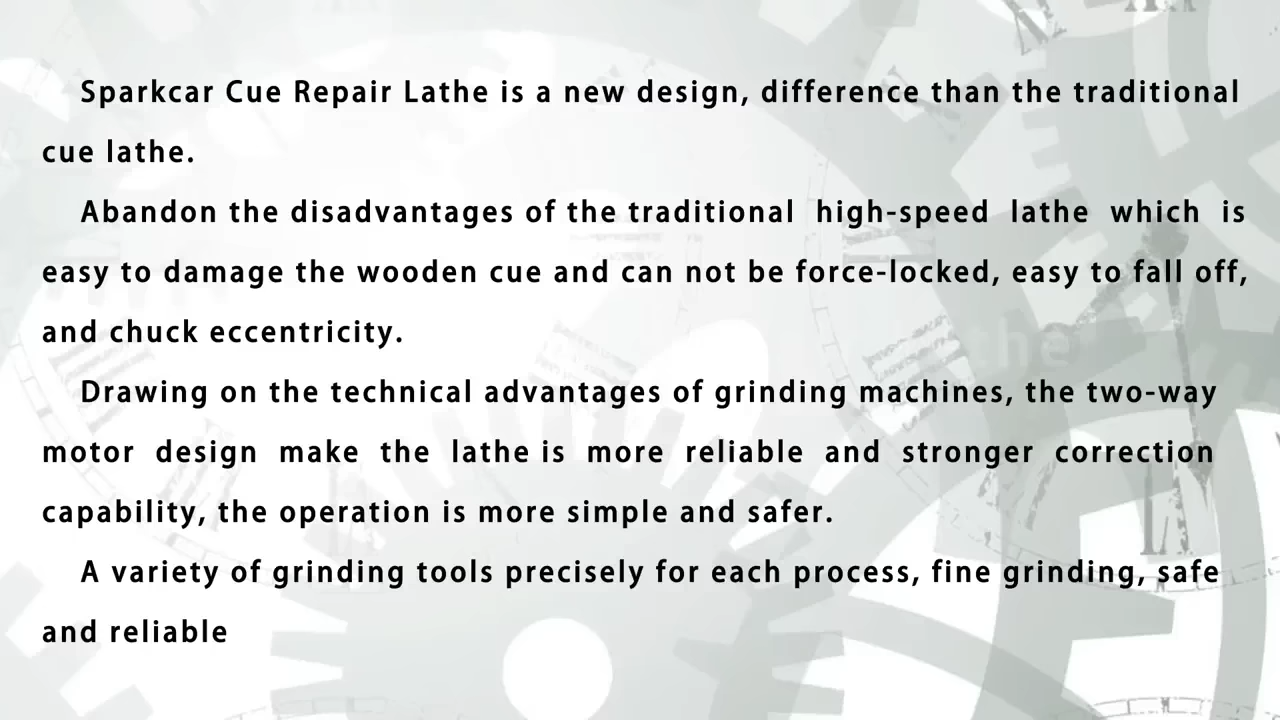 Sparkcar Cue Repair Lathe is a new design, difference than the traditional
cue lathe.
Abandon the disadvantages of the traditional high-speed lathe which is
easy to damage the wooden cue and can not be force-locked, easy to fall off,
and chuck eccentricity.
Drawing on the technical advantages of grinding machines, the two-way
motor design make the lathe is more reliable and stronger correction
capability, the operation is more simple and safer.
A variety of grinding tools precisely for each process, fine grinding, safe
and reliable